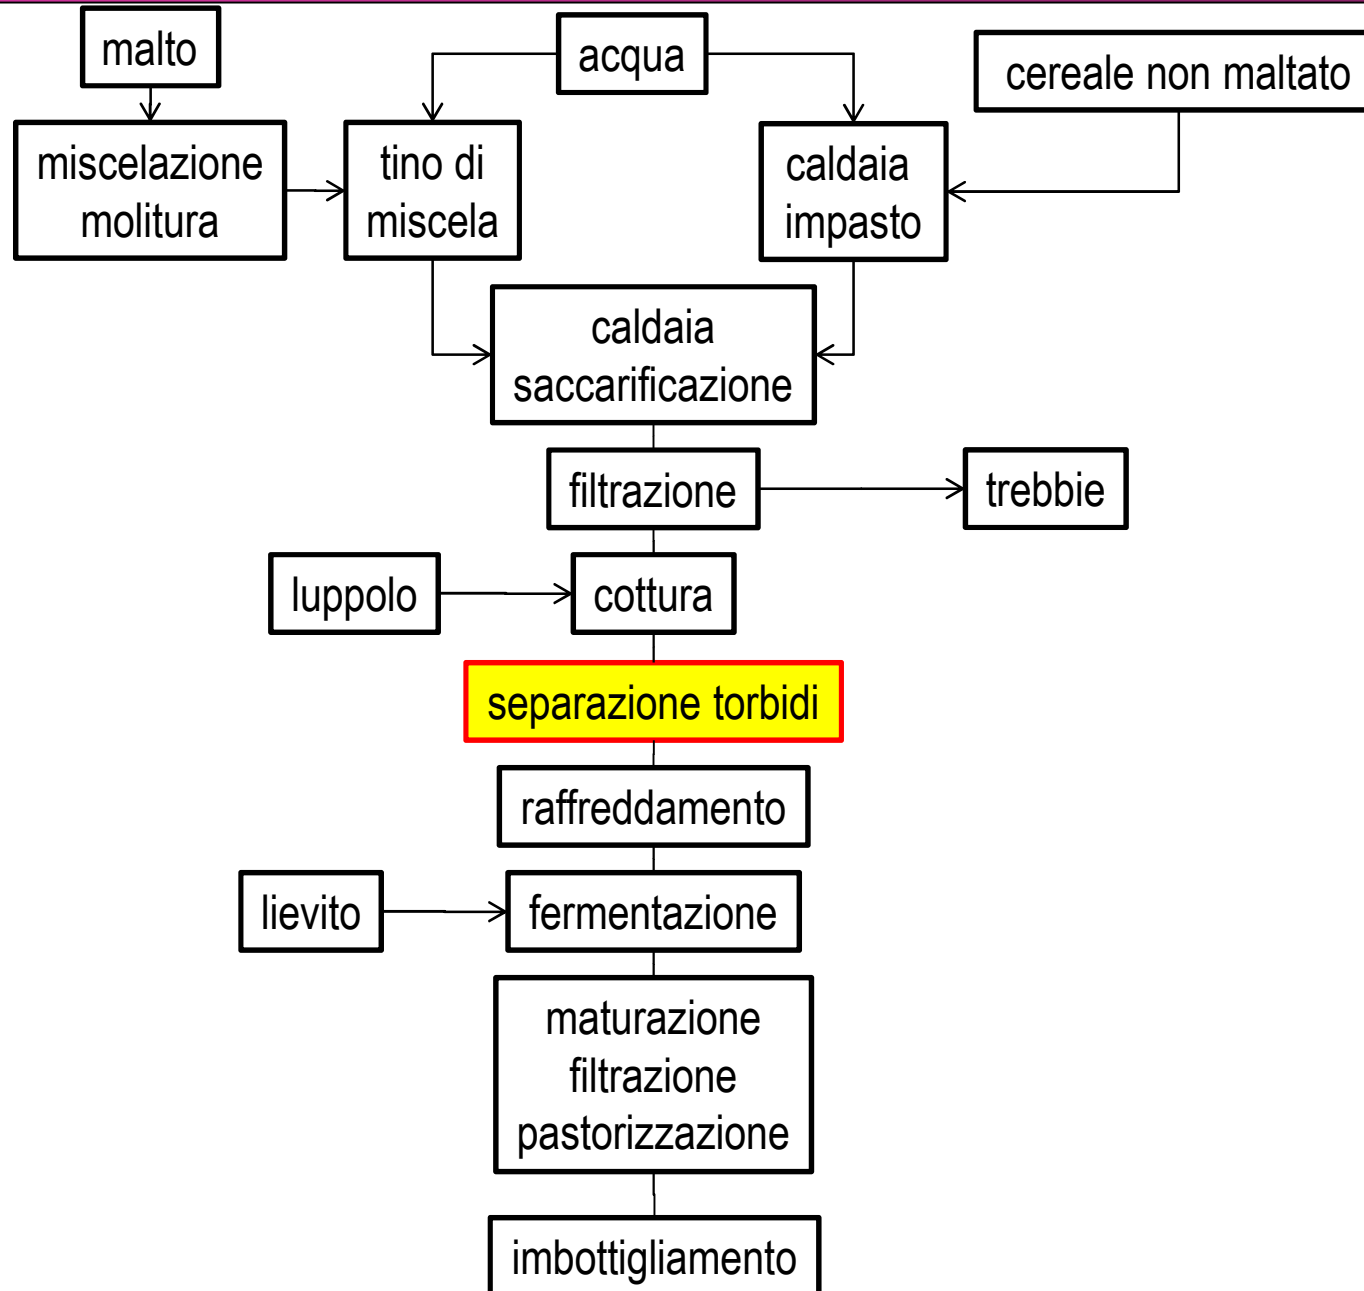 malto
acqua
cereale non maltato
miscelazione
molitura
tino di
miscela
caldaia
impasto
caldaia
saccarificazione
filtrazione
trebbie
luppolo
cottura
separazione torbidi
raffreddamento
lievito
fermentazione
maturazione
filtrazione
pastorizzazione
imbottigliamento